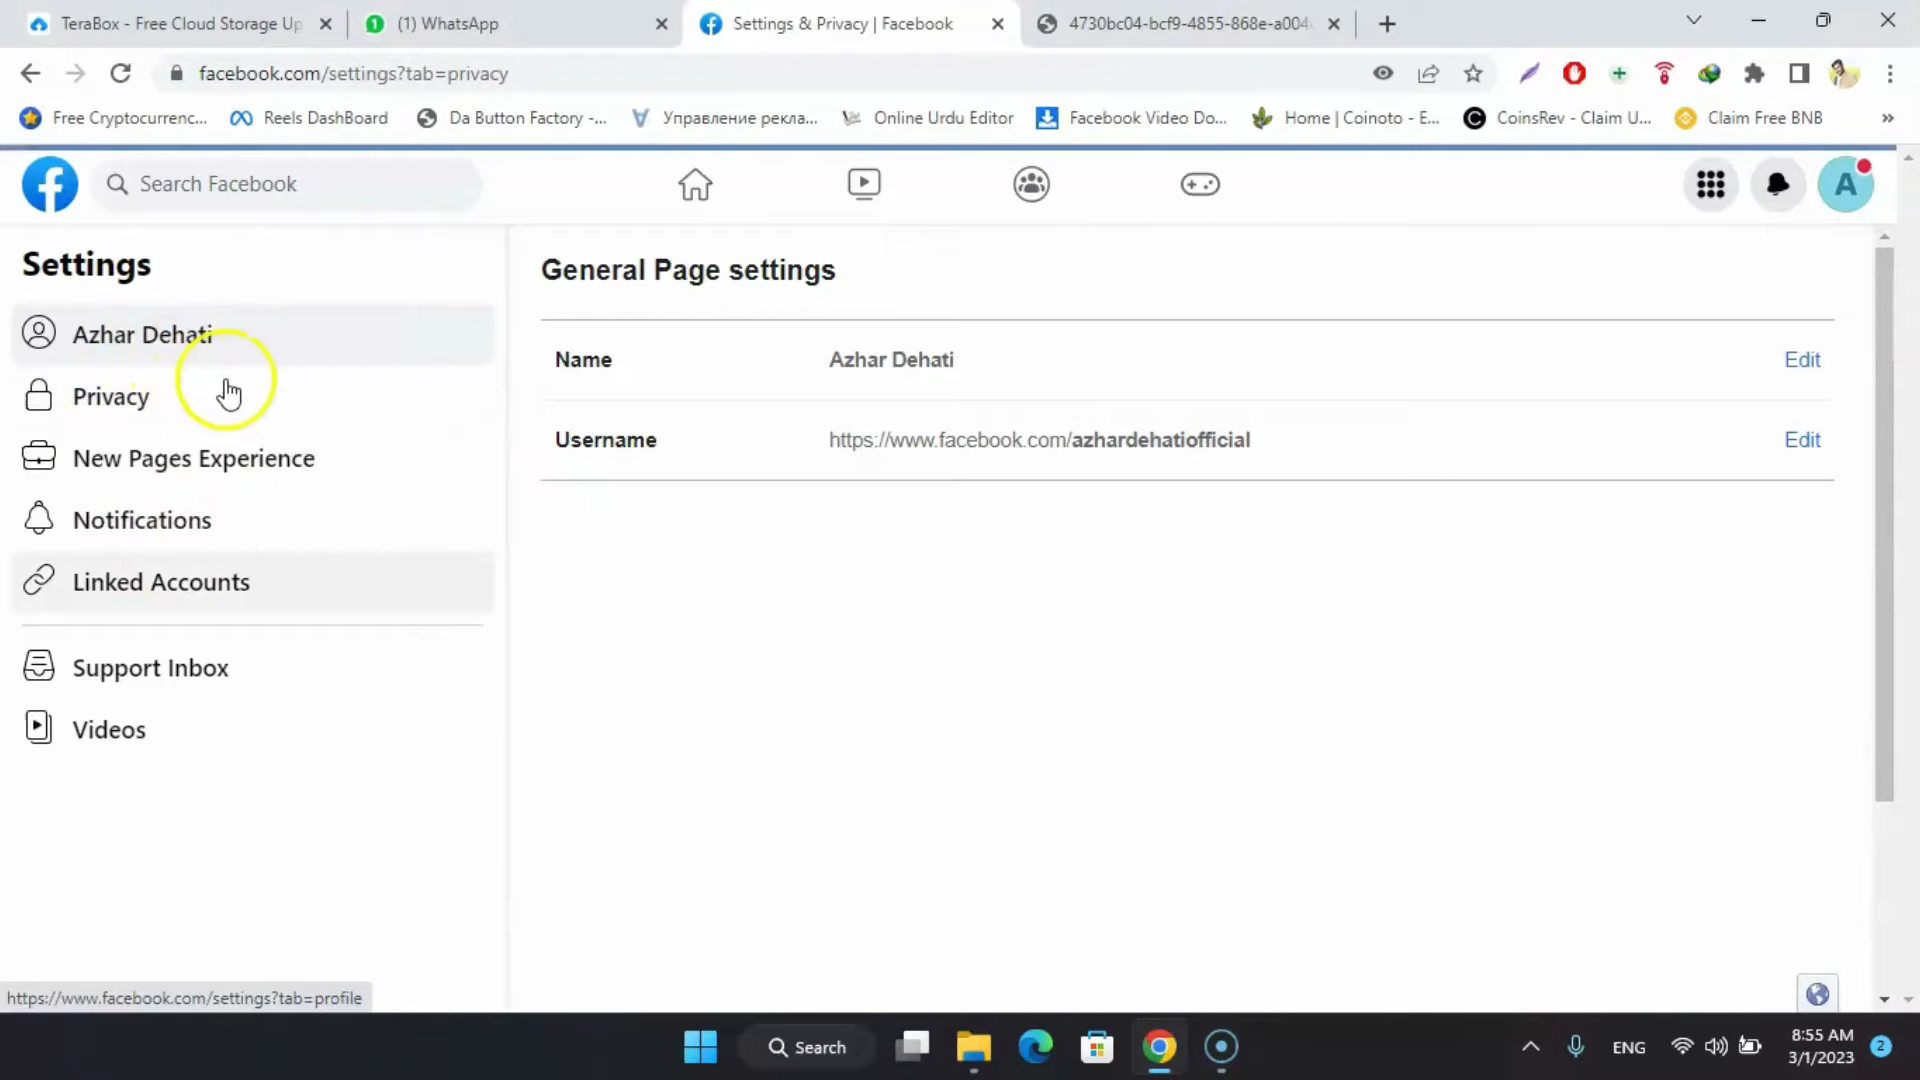 TeraBox - Free Cloud Storage Up
(1) WhatsApp
Settings & Privacy | Facebook
4730bc04-bcf9-4855-868e-a004
facebook.com/settings?tab=privacy
Free Cryptocurrenc...
Reels DashBoard
Da Button Factory -...
Управление рекла...
Online Urdu Editor
Facebook Video Do...
Home | Coinoto - E...
CoinsRev - Claim U...
Claim Free BNB
Search Facebook
A
Settings
Azhar Dehati
Privacy
New Pages Experience
Notifications
Linked Accounts
Support Inbox
Videos
General Page settings
Name Azhar Dehati Edit
Username https://www.facebook.com/azhardehatiofficial Edit
https://www.facebook.com/settings?tab=profile
Search
ENG
8:55 AM
3/1/2023
2